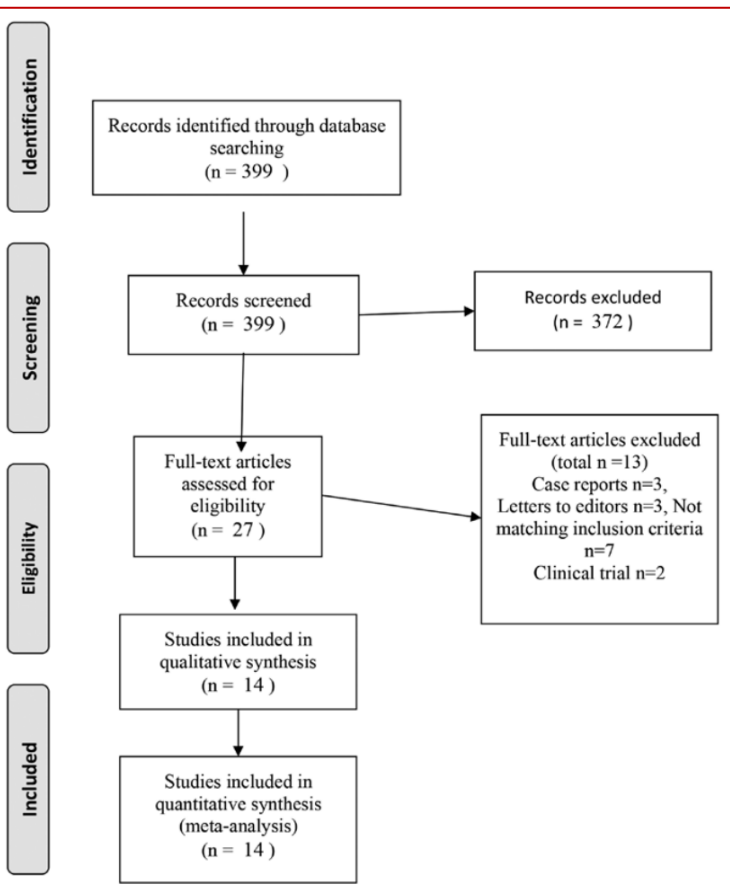 Identification
Records identified through database
searching
(n = 399 )
Screening
Records screened
(n = 399 )
Records excluded
(n = 372 )
Eligibility
Full-text articles
assessed for
eligibility
(n = 27 )
Full-text articles excluded
(total n =13)
Case reports n=3,
Letters to editors n=3, Not
matching inclusion criteria
n=7
Clinical trial n=2
Studies included in
qualitative synthesis
(n = 14 )
Included
Studies included in
quantitative synthesis
(meta-analysis)
(n = 14 )